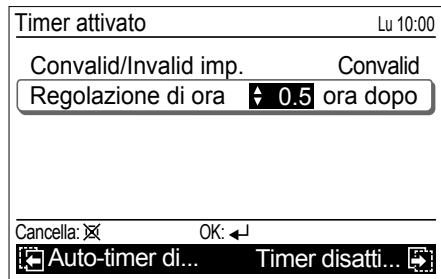 Timer attivato Lu 10:00
Convalid/Invalid imp. Convalid
Regolazione di ora 0.5 ora dopo
Cancella: OK:
Auto-timer di... Timer disatti...